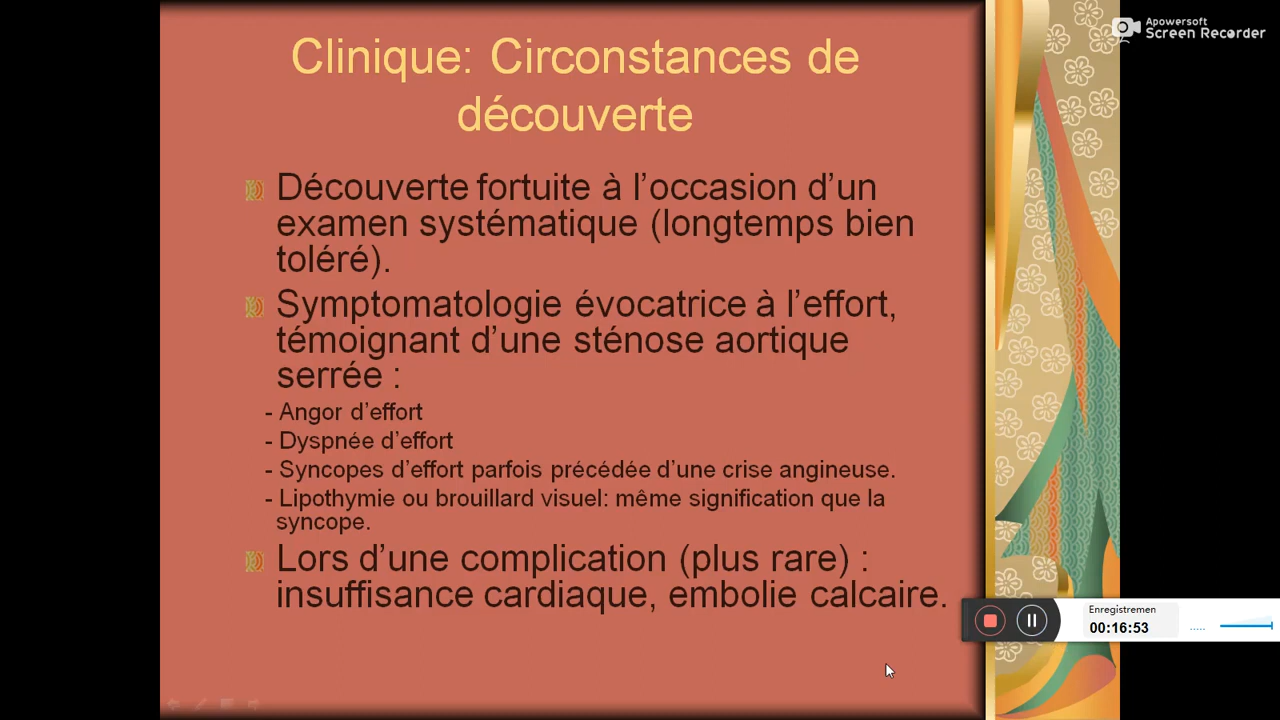 Clinique: Circonstances de
découverte
Découverte fortuite à l’occasion d’un
examen systématique (longtemps bien
toléré).
Symptomatologie évocatrice à l’effort,
témoignant d’une sténose aortique
serrée :
- Angor d’effort
- Dyspnée d’effort
- Syncopes d’effort parfois précédée d’une crise angineuse.
- Lipothymie ou brouillard visuel: même signification que la
syncope.
Lors d’une complication (plus rare) :
insuffisance cardiaque, embolie calcaire.
Apowersoft
Screen Recorder
Enregistremen
00:16:53
.....